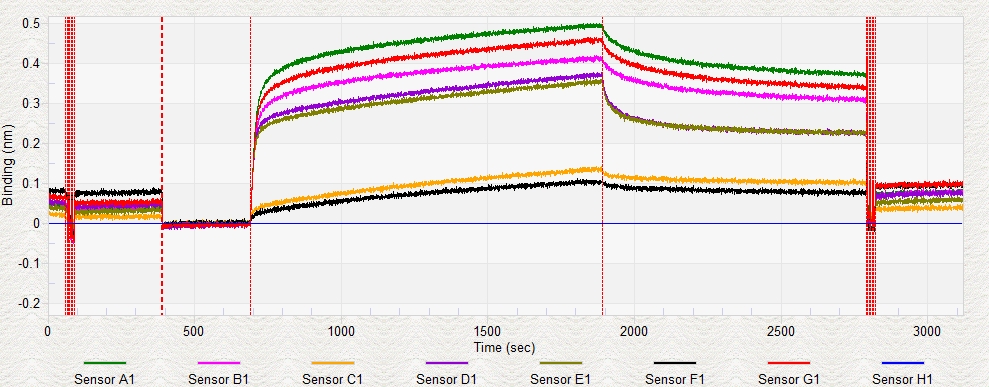 0.5
0.4
0.3
0.2
0.1
0
-0.1
-0.2
Binding (nm)
0 500 1000 1500 2000 2500 3000
Time (sec)
Sensor A1 Sensor B1 Sensor C1 Sensor D1 Sensor E1 Sensor F1 Sensor G1 Sensor H1